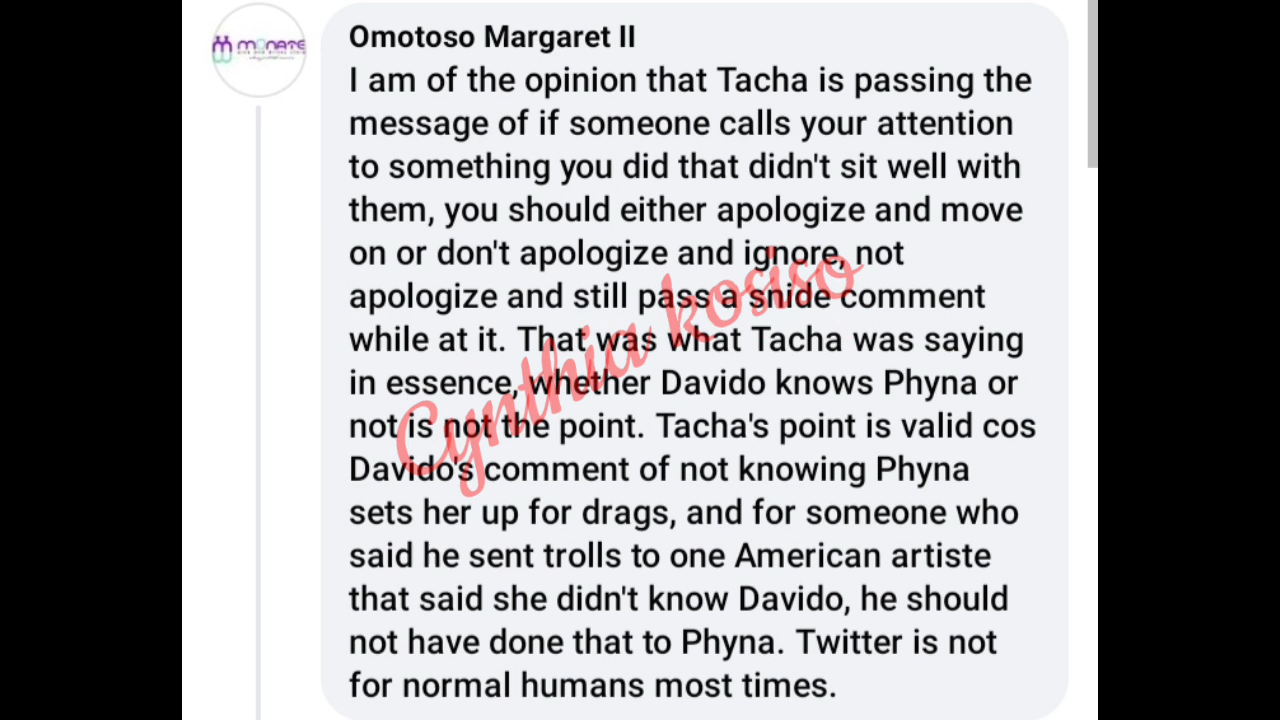 Omotoso Margaret II
I am of the opinion that Tacha is passing the
message of if someone calls your attention
to something you did that didn't sit well with
them, you should either apologize and move
on or don't apologize and ignore, not
apologize and still pass a snide comment
while at it. That was what Tacha was saying
in essence, whether Davido knows Phyna or
not is not the point. Tacha's point is valid cos
Davido's comment of not knowing Phyna
sets her up for drags, and for someone who
said he sent trolls to one American artiste
that said she didn't know Davido, he should
not have done that to Phyna. Twitter is not
for normal humans most times.
Cynthia kosiso